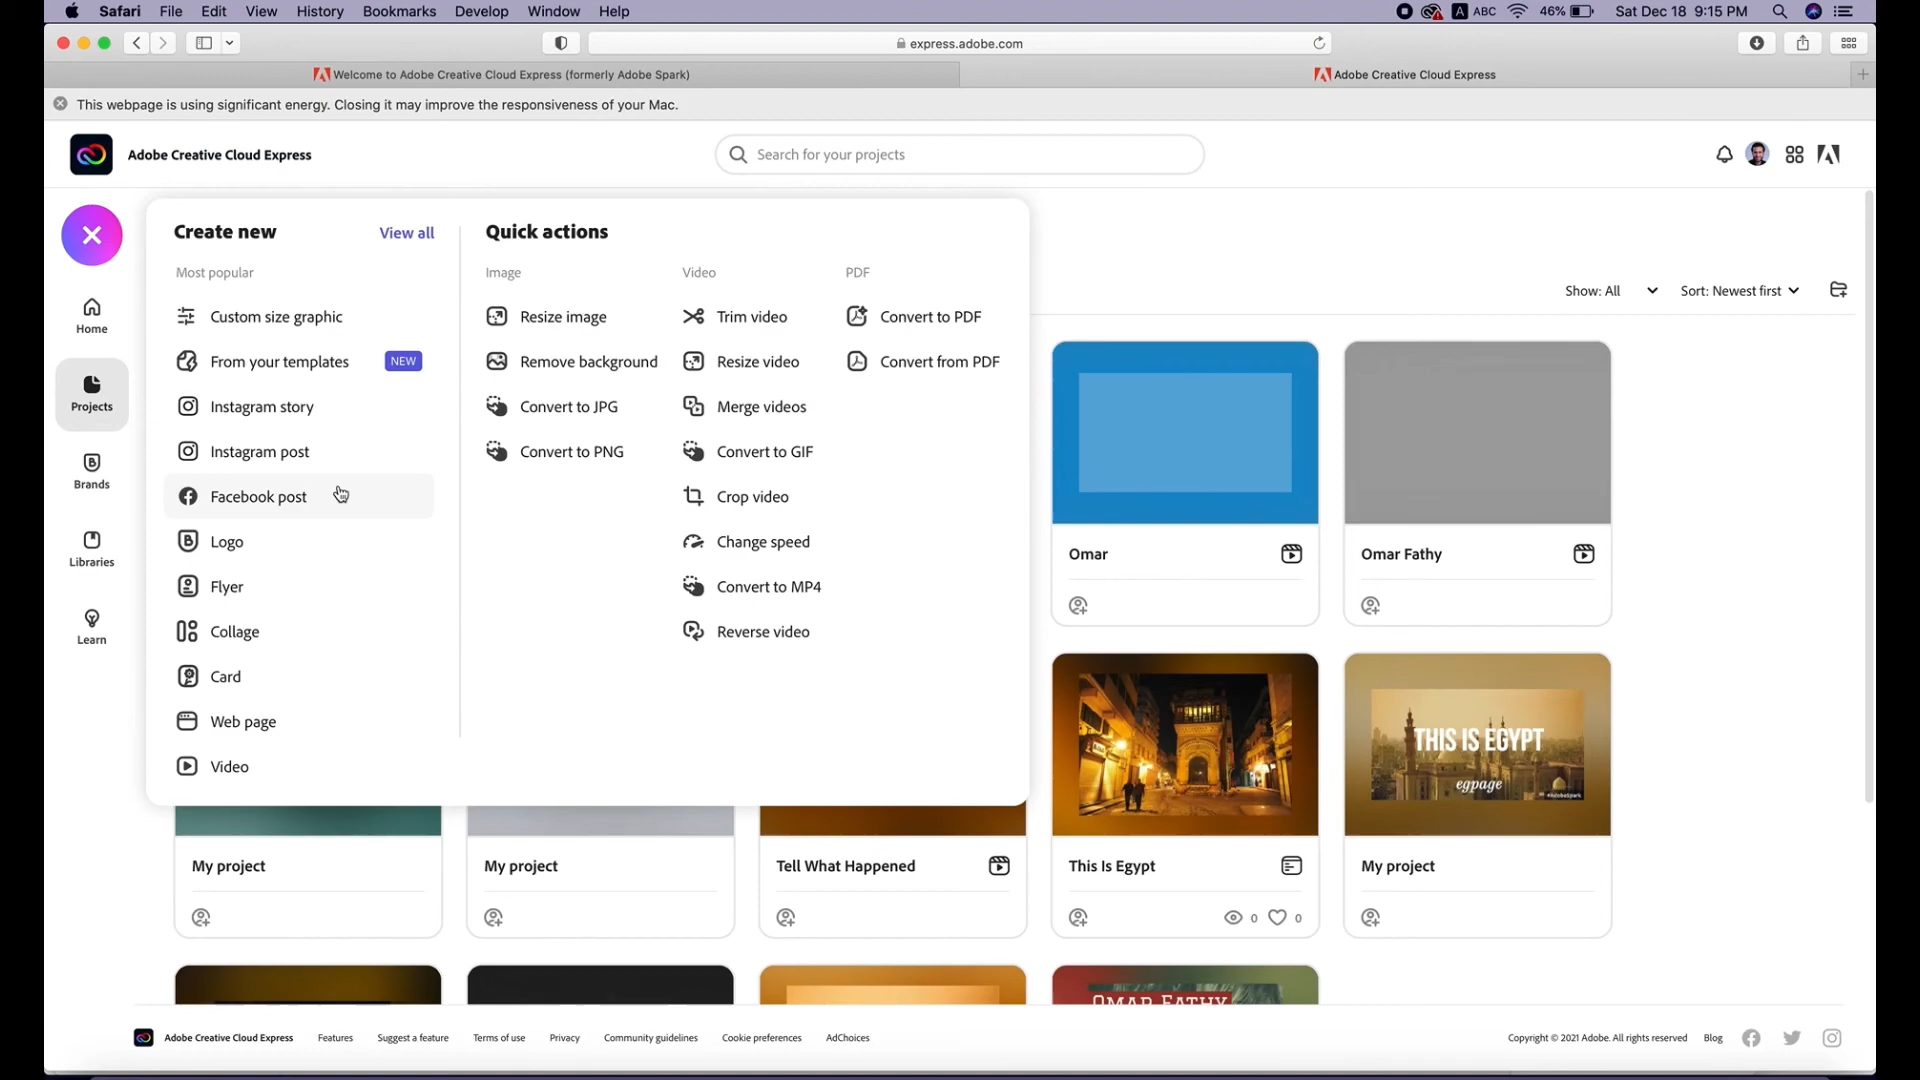 Safari File Edit View History Bookmarks Develop Window Help
A ABC 46% Sat Dec 18 9:15 PM
express.adobe.com
Welcome to Adobe Creative Cloud Express (formerly Adobe Spark)
Adobe Creative Cloud Express
This webpage is using significant energy. Closing it may improve the responsiveness of your Mac.
Adobe Creative Cloud Express
Search for your projects
Home
Projects
Brands
Libraries
Learn
Create new
View all
Most popular
Custom size graphic
From your templates
NEW
Instagram story
Instagram post
Facebook post
Logo
Flyer
Collage
Card
Web page
Video
Quick actions
Image
Resize image
Remove background
Convert to JPG
Convert to PNG
Video
Trim video
Resize video
Merge videos
Convert to GIF
Crop video
Change speed
Convert to MP4
Reverse video
PDF
Convert to PDF
Convert from PDF
Show: All
Sort: Newest first
Omar
Omar Fathy
THIS IS EGYPT
egpage
#AdobeSpark
My project
My project
Tell What Happened
This Is Egypt
0 0
My project
OMAR FATHY
Adobe Creative Cloud Express Features Suggest a feature Terms of use Privacy Community guidelines Cookie preferences AdChoices
Copyright © 2021 Adobe. All rights reserved Blog